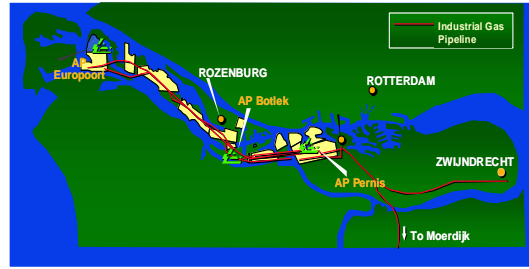 Industrial Gas
Pipeline
AP
Europoort
ROZENBURG
AP Botlek
ROTTERDAM
ZWIJNDRECHT
AP Pernis
To Moerdijk